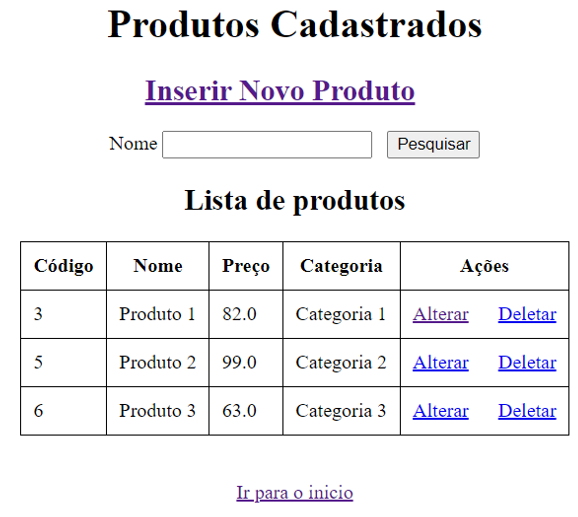 Produtos Cadastrados
Inserir Novo Produto
Nome Pesquisar
Lista de produtos
Código Nome Preço Categoria Ações
3 Produto 1 82.0 Categoria 1 Alterar Deletar
5 Produto 2 99.0 Categoria 2 Alterar Deletar
6 Produto 3 63.0 Categoria 3 Alterar Deletar
Ir para o inicio